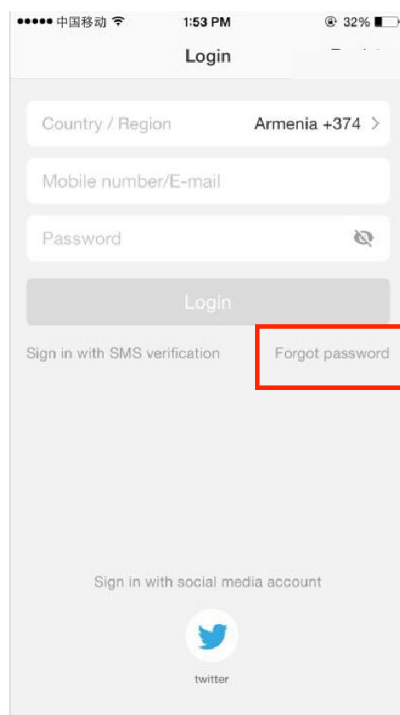 中国移动 1:53 PM 32%
Login
Country / Region Armenia +374 >
Mobile number/E-mail
Password
Login
Sign in with SMS verification Forgot password
Sign in with social media account
twitter